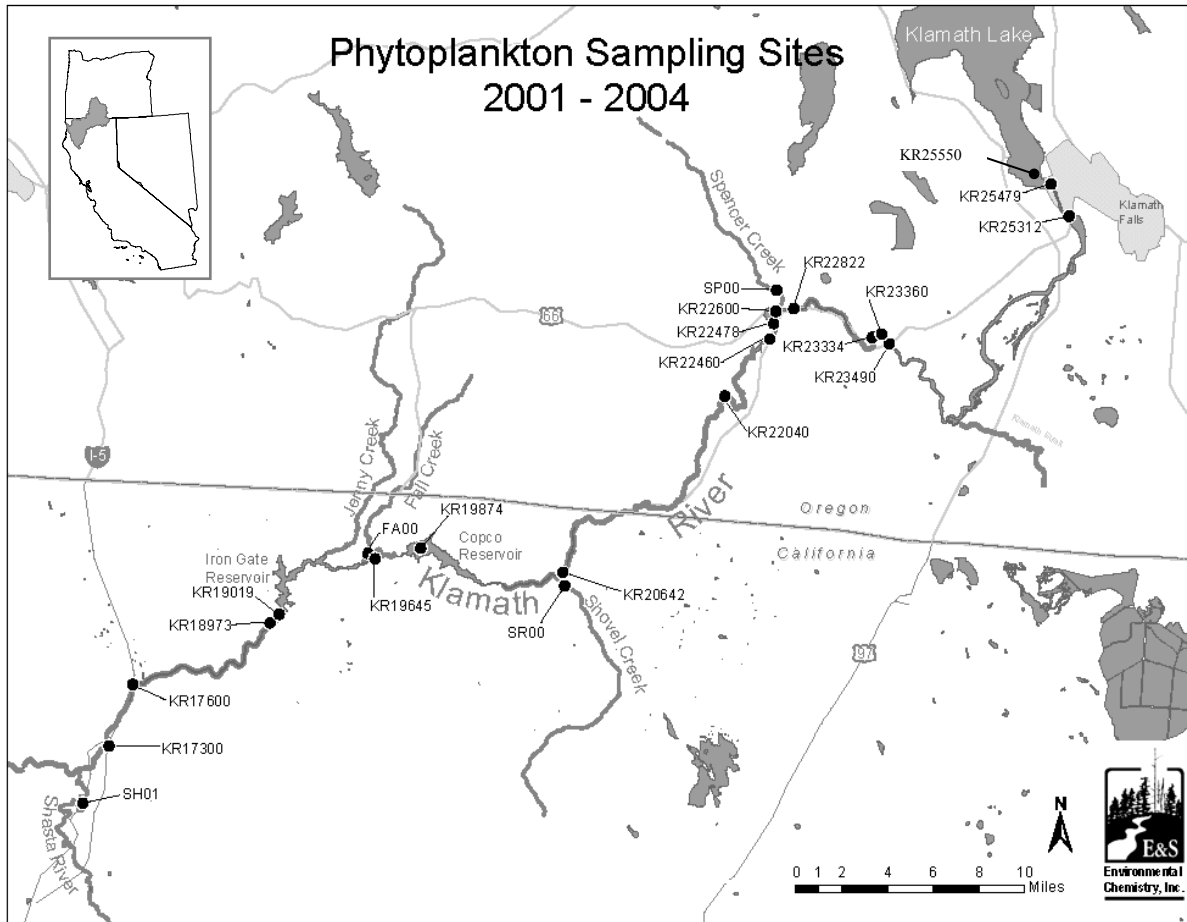 Phytoplankton Sampling Sites
2001 - 2004
Klamath Lake
KR25550
KR25479
KR25312
Klamath
Falls
Spencer Creek
SP00
KR22822
KR22600
KR22478
KR22460
KR23360
KR23334
KR23490
KR22040
66
Klamath Strait
I-5
Jenny Creek
Fall Creek
River
Oregon
California
FA00
KR19874
Copco
Reservoir
Iron Gate
Reservoir
KR19019
KR18973
KR19645
Klamath
KR20642
SR00
Shovel Creek
97
KR17600
KR17300
SH01
Shasta River
N
0 1 2 4 6 8 10
Miles
E&S
Environmental
Chemistry, Inc.